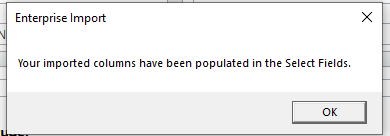 Enterprise Import
Your imported columns have been populated in the Select Fields.
OK